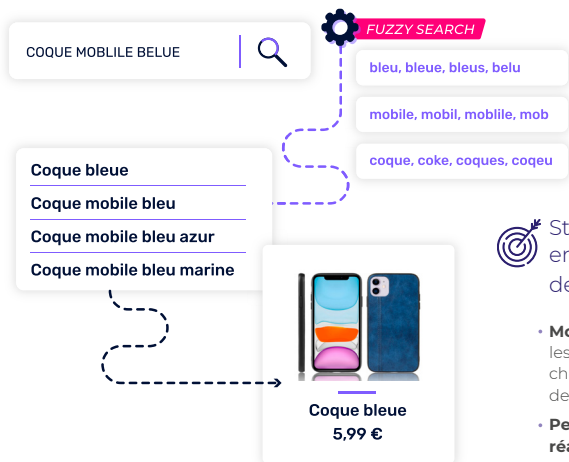 COQUE MOBLILE BELUE
FUZZY SEARCH
bleu, bleue, bleus, belu
mobile, mobil, moblile, mob
coque, coke, coques, coqeu
Coque bleue
Coque mobile bleu
Coque mobile bleu azur
Coque mobile bleu marine
Coque bleue
5,99 €
les